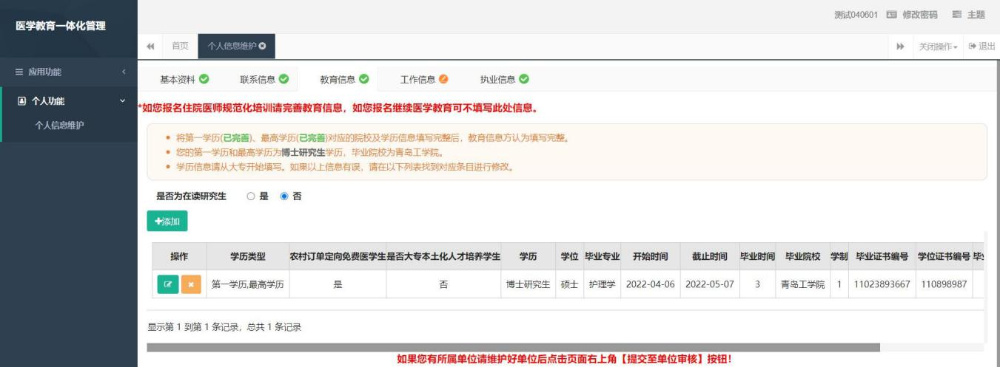 医学教育一体化管理
测试040601 修改密码 主题
首页 个人信息维护 关闭操作 退出
应用功能
个人功能
个人信息维护
基本资料 联系信息 教育信息 工作信息 执业信息
*如您报名住院医师规范化培训请完善教育信息，如您报名继续医学教育可不填写此处信息。
将第一学历(已完善)、最高学历(已完善)对应的院校及学历信息填写完整后，教育信息方认为填写完整。
您的第一学历和最高学历为博士研究生学历，毕业院校为青岛工学院。
学历信息请从大专开始填写。如果以上信息有误，请在以下列表找到对应条目进行修改。
是否为在读研究生 是 否
+添加
操作 学历类型 农村订单定向免费医学生 是否大专本土化人才培养学生 学历 学位 毕业专业 开始时间 截止时间 毕业时间 毕业院校 学制 毕业证书编号 学位证书编号
第一学历,最高学历 是 否 博士研究生 硕士 护理学 2022-04-06 2022-05-07 3 青岛工学院 1 11023893667 110898987
显示第 1 到第 1 条记录，总共 1 条记录
如果您有所属单位请维护好单位后点击页面右上角【提交至单位审核】按钮！